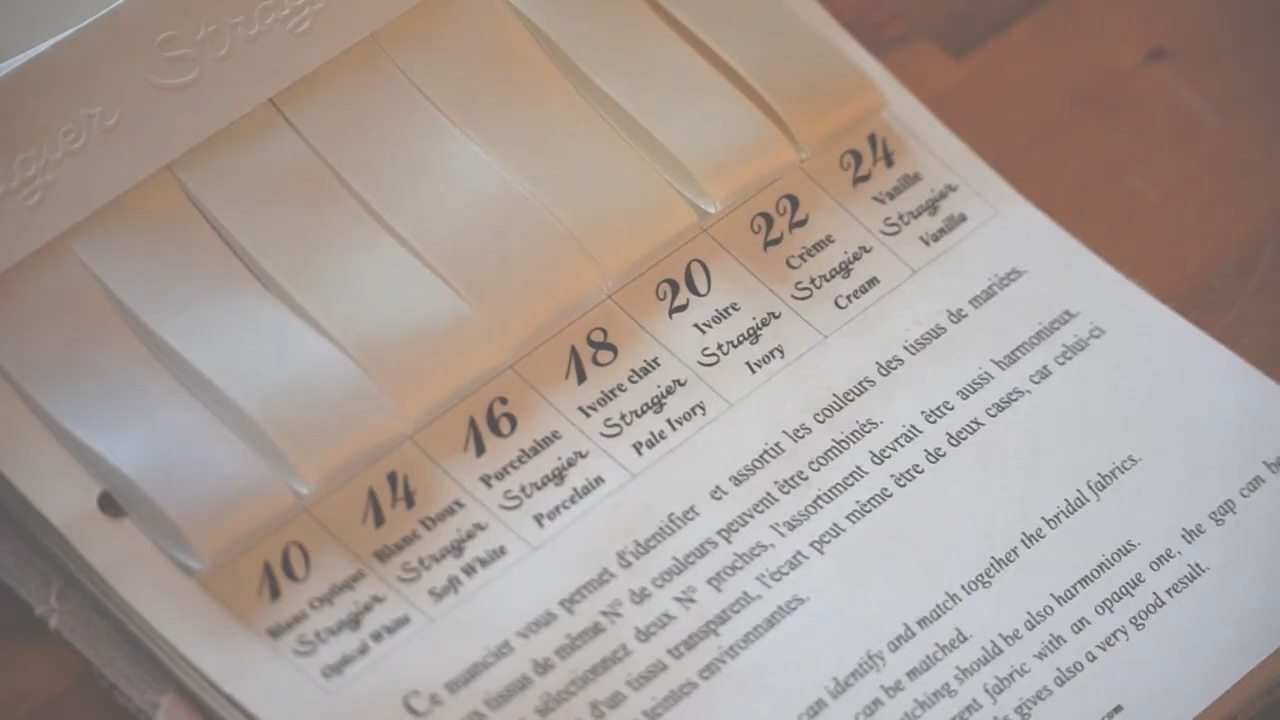 Stragier
10
Blanc Optique
Stragier
Optical White
14
Blanc Doux
Stragier
Soft White
16
Porcelaine
Stragier
Porcelain
18
Ivoire clair
Stragier
Pale Ivory
20
Ivoire
Stragier
Ivory
22
Crème
Stragier
Cream
24
Vanille
Stragier
Vanilla
Ce nuancier vous permet d'identifier et assortir les couleurs des tissus de mariées.
tissus de même N° de couleurs peuvent être combinés.
sélectionnez deux N° proches, l'assortiment devrait être aussi harmonieux.
d'un tissu transparent, l'écart peut même être de deux cases, car celui-ci
teintes environnantes.
can identify and match together the bridal fabrics.
can be matched.
should be also harmonious.
fabric with an opaque one, the gap can
gives also a very good result.